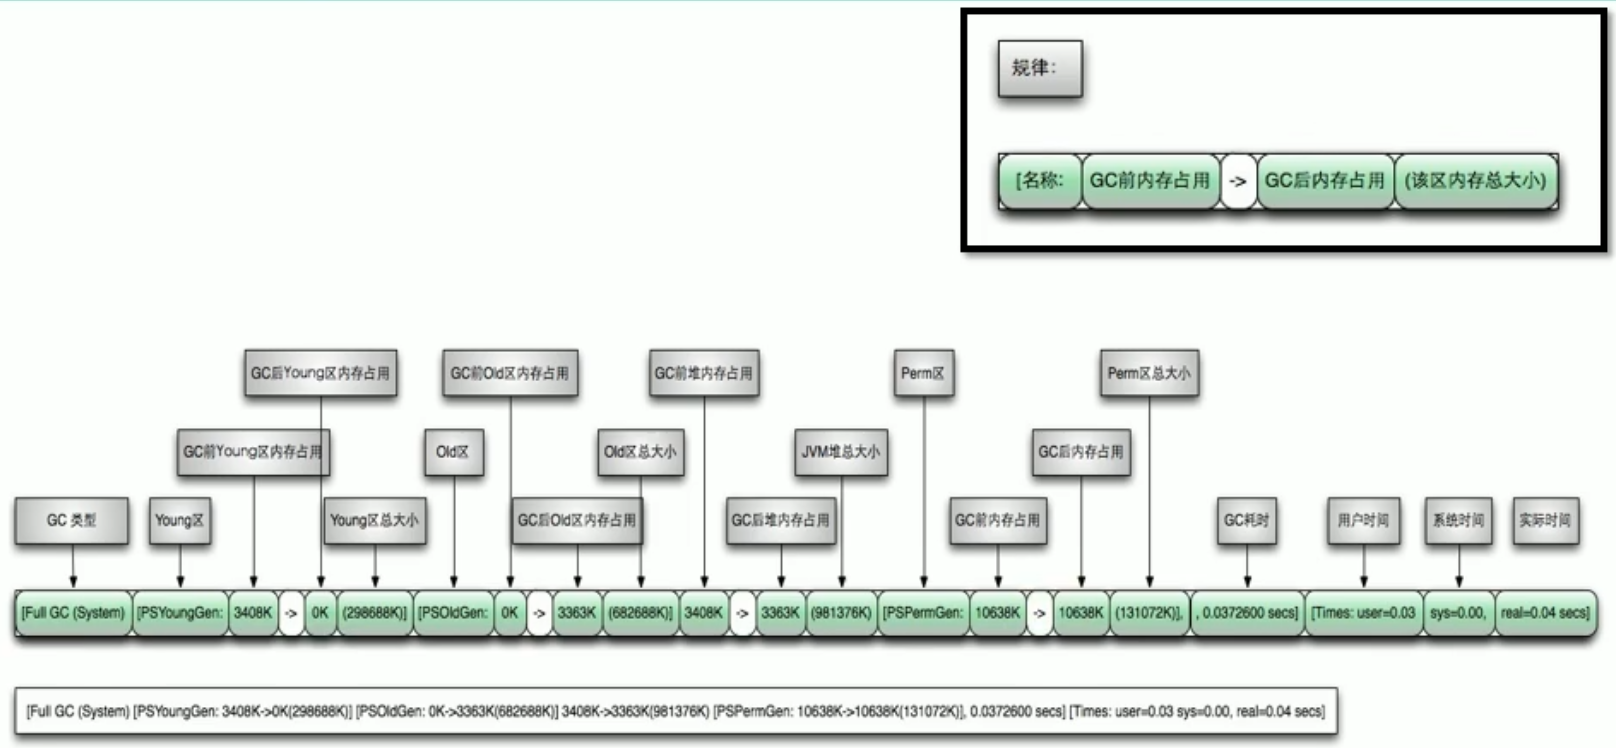 规律:
[名称: GC前内存占用 -> GC后内存占用 (该区内存总大小)
GC后Young区内存占用 GC前Old区内存占用 GC前堆内存占用 Perm区 Perm区总大小
GC前Young区内存占用 Old区 Old区总大小 JVM堆总大小 GC后内存占用
GC 类型 Young区 Young区总大小 GC后Old区内存占用 GC后堆内存占用 GC前内存占用 GC耗时 用户时间 系统时间 实际时间
[Full GC (System) [PSYoungGen: 3408K -> 0K (298688K)] [PSOldGen: 0K -> 3363K (682688K)] 3408K -> 3363K (981376K) [PSPermGen: 10638K -> 10638K (131072K)], , 0.0372600 secs] [Times: user=0.03 sys=0.00, real=0.04 secs]
[Full GC (System) [PSYoungGen: 3408K->0K(298688K)] [PSOldGen: 0K->3363K(682688K)] 3408K->3363K(981376K) [PSPermGen: 10638K->10638K(131072K)], 0.0372600 secs] [Times: user=0.03 sys=0.00, real=0.04 secs]